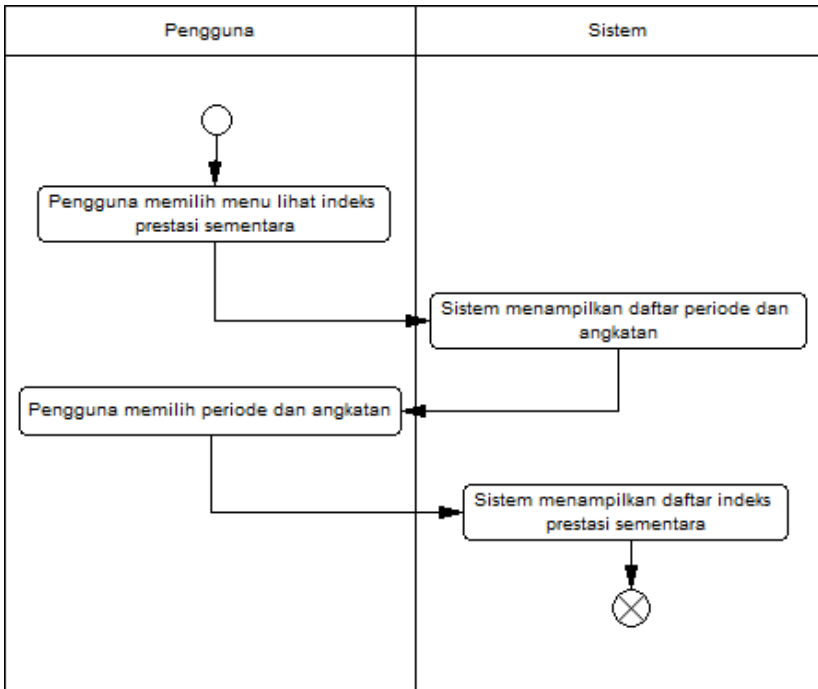 Pengguna
Sistem
Pengguna memilih menu lihat indeks
prestasi sementara
Sistem menampilkan daftar periode dan
angkatan
Pengguna memilih periode dan angkatan
Sistem menampilkan daftar indeks
prestasi sementara